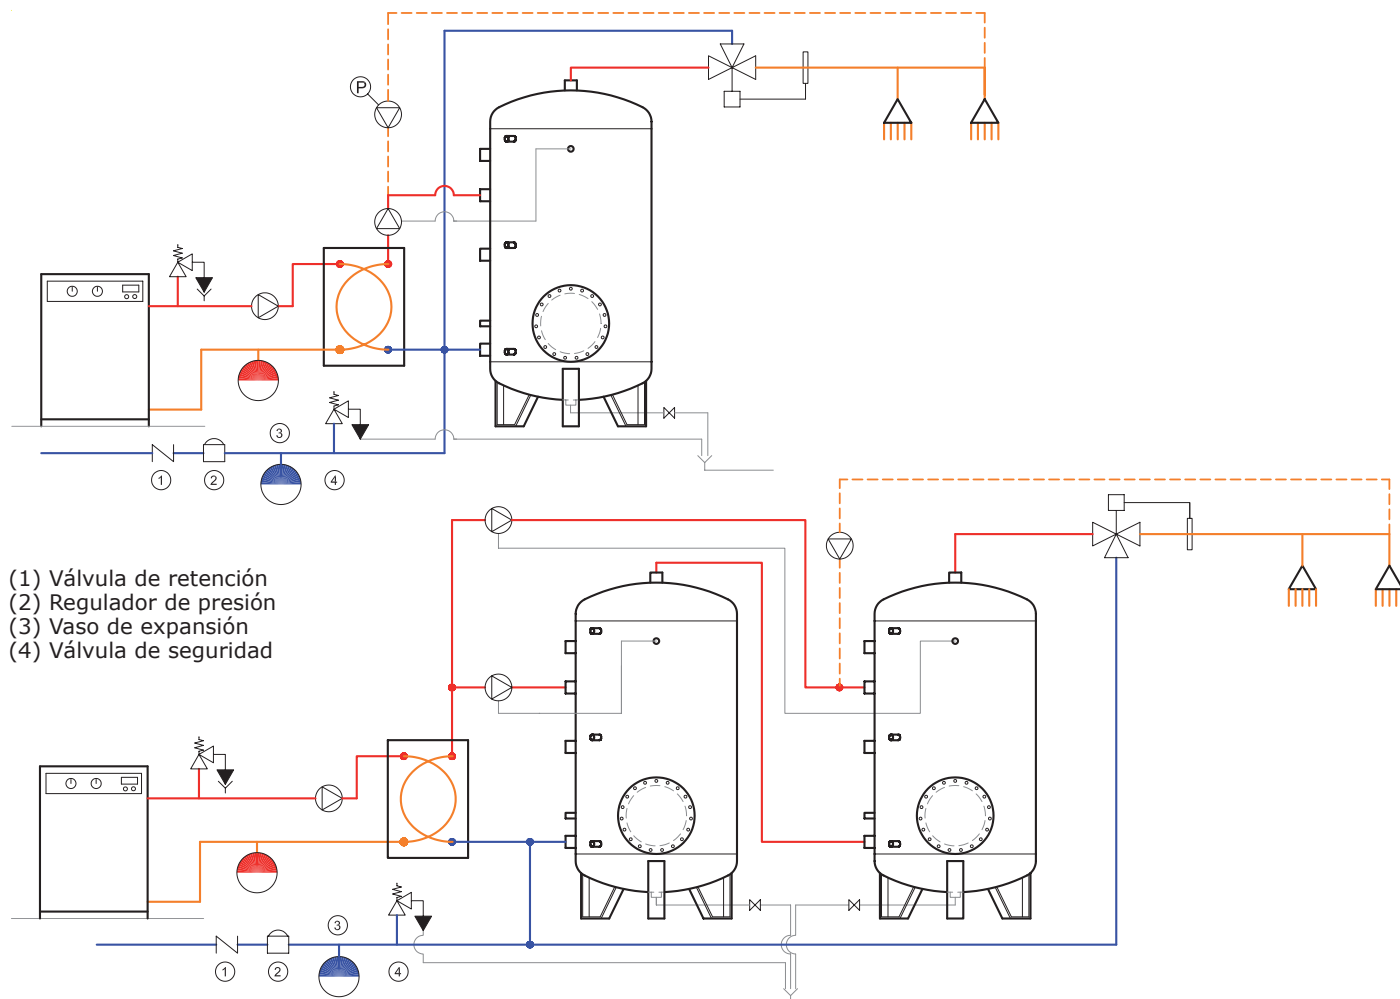 P
3
1
2
4
(1) Válvula de retención
(2) Regulador de presión
(3) Vaso de expansión
(4) Válvula de seguridad
3
1
2
4